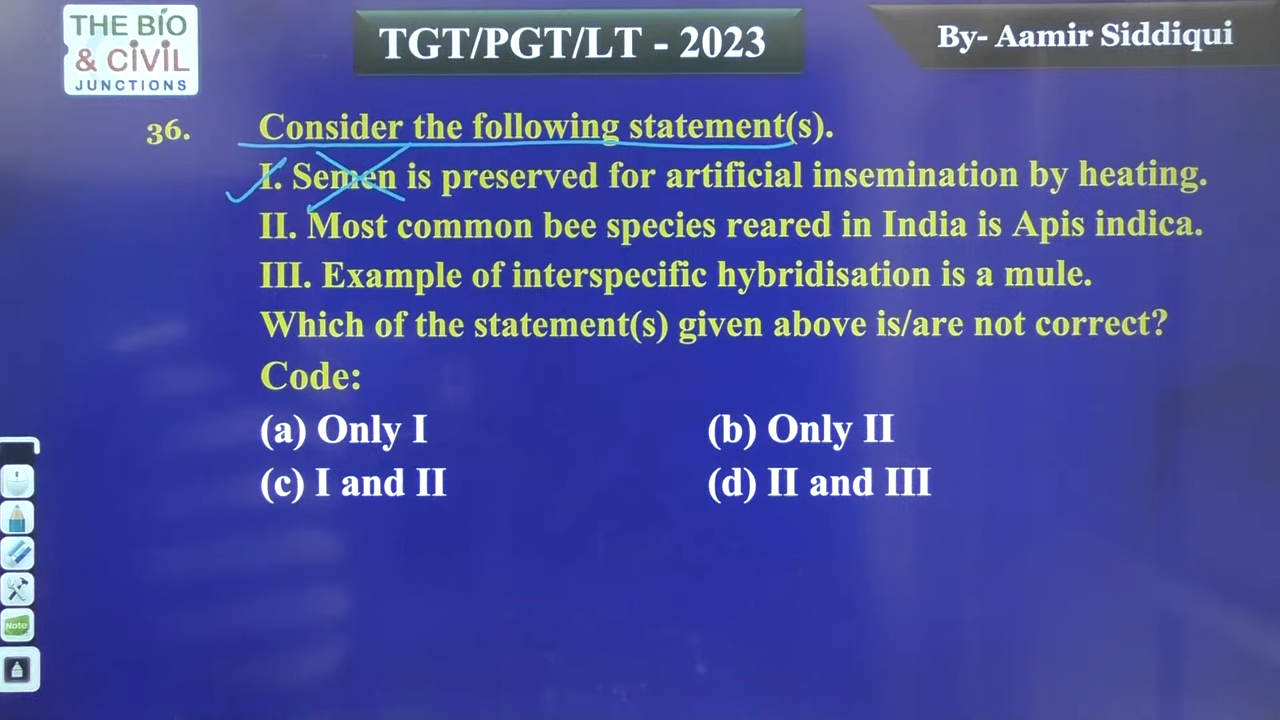 THE BIO
& CIVIL
JUNCTIONS
TGT/PGT/LT - 2023
By- Aamir Siddiqui
36. Consider the following statement(s).
I. Semen is preserved for artificial insemination by heating.
II. Most common bee species reared in India is Apis indica.
III. Example of interspecific hybridisation is a mule.
Which of the statement(s) given above is/are not correct?
Code:
(a) Only I (b) Only II
(c) I and II (d) II and III
Note